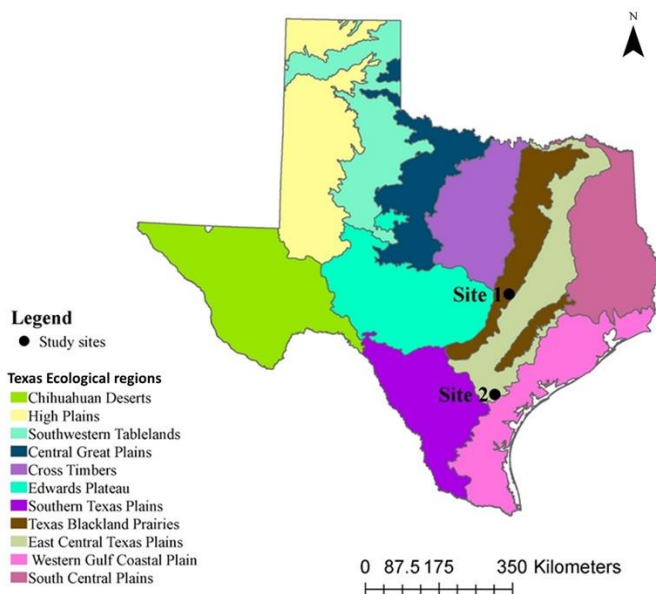 N
Site 1
Site 2
Legend
Study sites
Texas Ecological regions
Chihuahuan Deserts
High Plains
Southwestern Tablelands
Central Great Plains
Cross Timbers
Edwards Plateau
Southern Texas Plains
Texas Blackland Prairies
East Central Texas Plains
Western Gulf Coastal Plain
South Central Plains
0 87.5 175 350 Kilometers